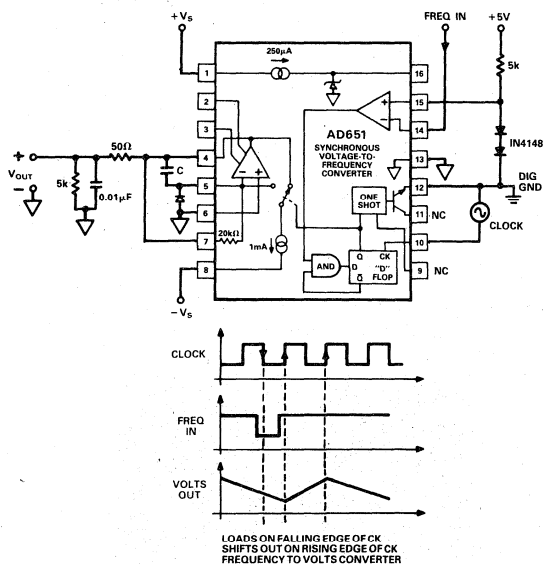 +VS
FREQ IN
+5V
250µA
5k
1
16
2
15
3
14
IN4148
AD651
SYNCHRONOUS
VOLTAGE-TO-
FREQUENCY
CONVERTER
50Ω
4
13
+
VOUT
–
5k
0.01µF
C
5
12
DIG
GND
6
11
NC
ONE
SHOT
CLOCK
20kΩ
7
10
1mA
8
9
NC
AND
D
Q
CK
"D"
FLOP
Q̅
+
–
–
+
–VS
CLOCK
FREQ
IN
VOLTS
OUT
LOADS ON FALLING EDGE OF CK
SHIFTS OUT ON RISING EDGE OF CK
FREQUENCY TO VOLTS CONVERTER